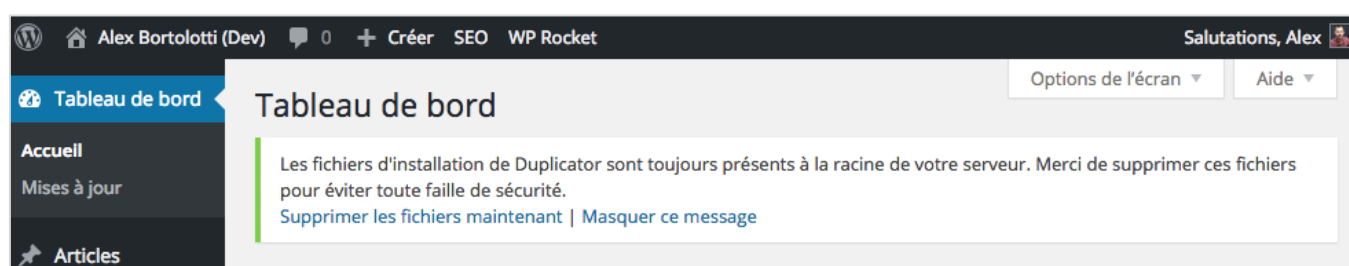 Alex Bortolotti (Dev) 0 + Créer SEO WP Rocket Salutations, Alex
Options de l'écran Aide
Tableau de bord
Tableau de bord
Accueil
Mises à jour
Articles
Les fichiers d'installation de Duplicator sont toujours présents à la racine de votre serveur. Merci de supprimer ces fichiers
pour éviter toute faille de sécurité.
Supprimer les fichiers maintenant | Masquer ce message